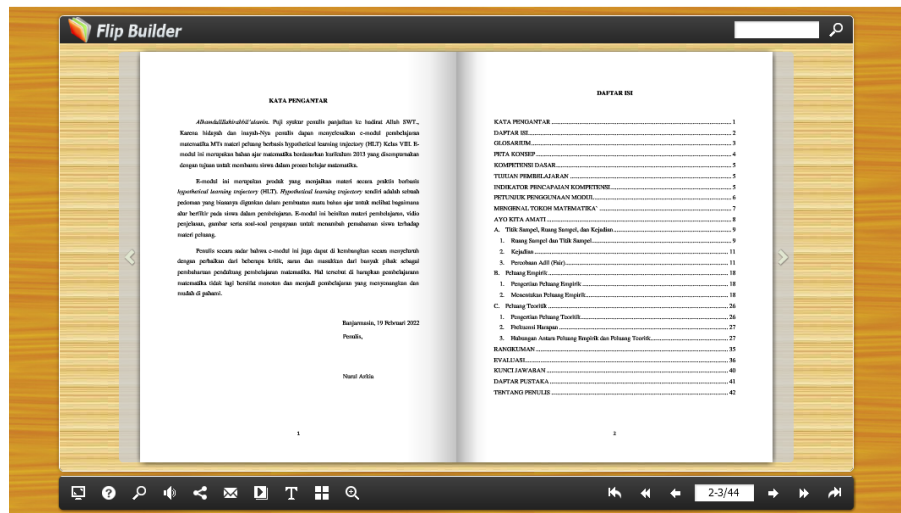 Flip Builder
KATA PENGANTAR
Alhamdulillahirabbil'alamin. Puji syukur penulis panjatkan ke hadirat Allah SWT.,
Karena hidayah dan inayah-Nya penulis dapat menyelesaikan e-modul pembelajaran
matematika MTs materi peluang berbasis hypothetical learning trajectory (HLT) Kelas VIII. E-
modul ini merupakan bahan ajar matematika berdasarkan kurikulum 2013 yang disempurnakan
dengan tujuan untuk membantu siswa dalam proses belajar matematika.
E-modul ini merupakan produk yang menjadikan materi secara praktis berbasis
hypothetical learning trajectory (HLT). Hypothetical learning trajectory sendiri adalah sebuah
pedoman yang biasanya digunakan dalam pembuatan suatu bahan ajar untuk melihat bagaimana
alur berfikir pada siswa dalam pembelajaran. E-modul ini berisitan materi pembelajaran, vidio
penjelasan, gambar serta soal-soal pengayaan untuk menambah pemahaman siswa terhadap
materi peluang.
Penulis secara sadar bahwa e-modul ini juga dapat di kembangkan secara menyeluruh
dengan perbaikan dari beberapa kritik, saran dan masukkan dari banyak pihak sebagai
pembaharuan pendukung pembelajaran matematika. Hal tersebut di harapkan pembelajaran
matematika tidak lagi bersifat monoton dan menjadi pembelajaran yang menyenangkan dan
mudah di pahami.
Banjarmasin, 19 Februari 2022
Penulis,
Nurul Arikia
1
DAFTAR ISI
KATA PENGANTAR ........ 1
DAFTAR ISI ........ 2
GLOSARIUM ........ 3
PETA KONSEP ........ 4
KOMPETENSI DASAR ........ 5
TUJUAN PEMBELAJARAN ........ 5
INDIKATOR PENCAPAIAN KOMPETENSI ........ 5
PETUNJUK PENGGUNAAN MODUL ........ 6
MENGENAL TOKOH MATEMATIKA` ........ 7
AYO KITA AMATI ........ 8
A. Titik Sampel, Ruang Sampel, dan Kejadian ........ 9
1. Ruang Sampel dan Titik Sampel ........ 9
2. Kejadian ........ 11
3. Percobaan Adil (Fair) ........ 11
B. Peluang Empirik ........ 18
1. Pengertian Peluang Empirik ........ 18
2. Menentukan Peluang Empirik ........ 18
C. Peluang Teoritik ........ 26
1. Pengertian Peluang Teoritik ........ 26
2. Frekuensi Harapan ........ 27
3. Hubungan Antara Peluang Empirik dan Peluang Teoritk ........ 27
RANGKUMAN ........ 35
EVALUASI ........ 36
KUNCI JAWABAN ........ 40
DAFTAR PUSTAKA ........ 41
TENTANG PENULIS ........ 42
2
2-3/44